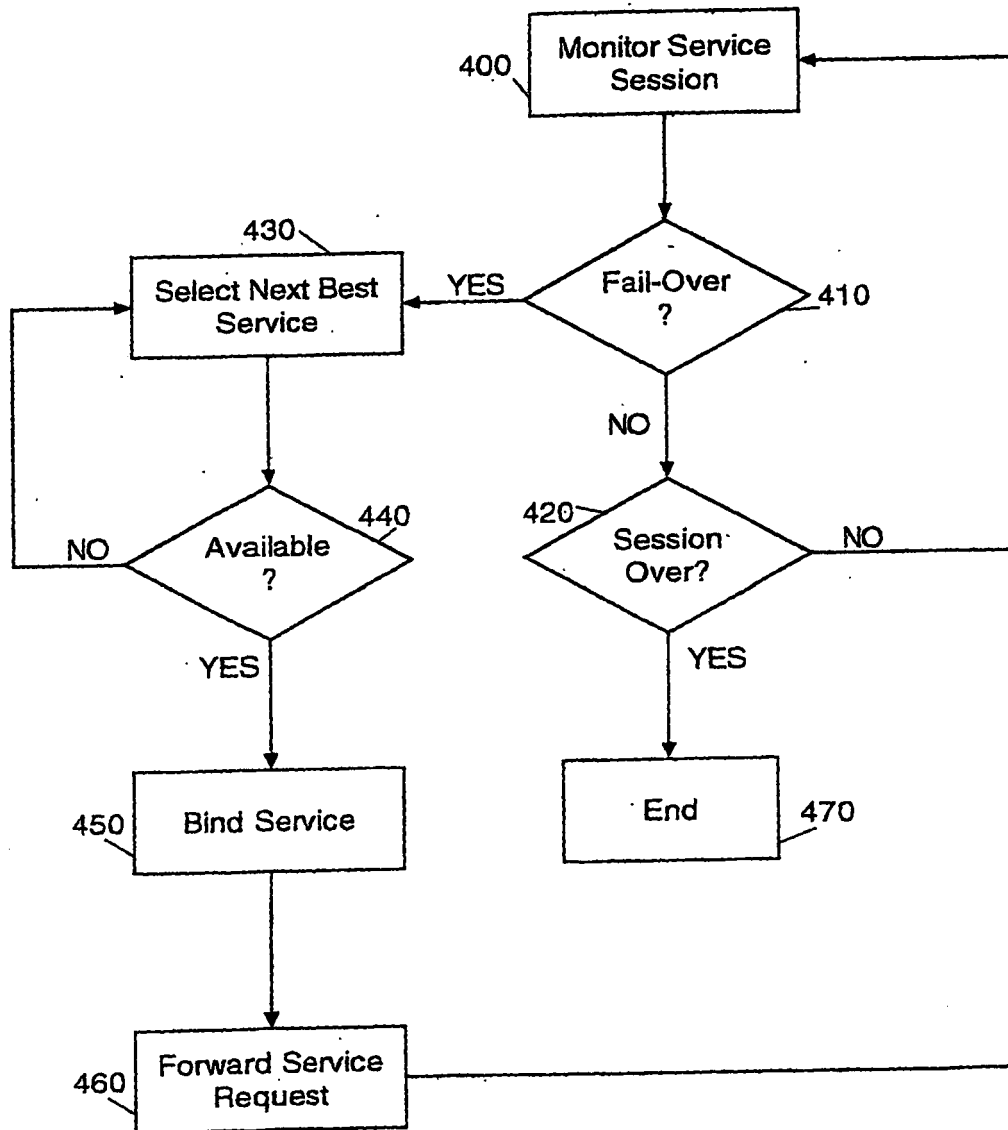 Monitor Service
Session
400
430
Select Next Best
Service
YES
Fail-Over
?
410
NO
420
Session
Over?
NO
440
Available
?
NO
YES
YES
450
Bind Service
End
470
460
Forward Service
Request